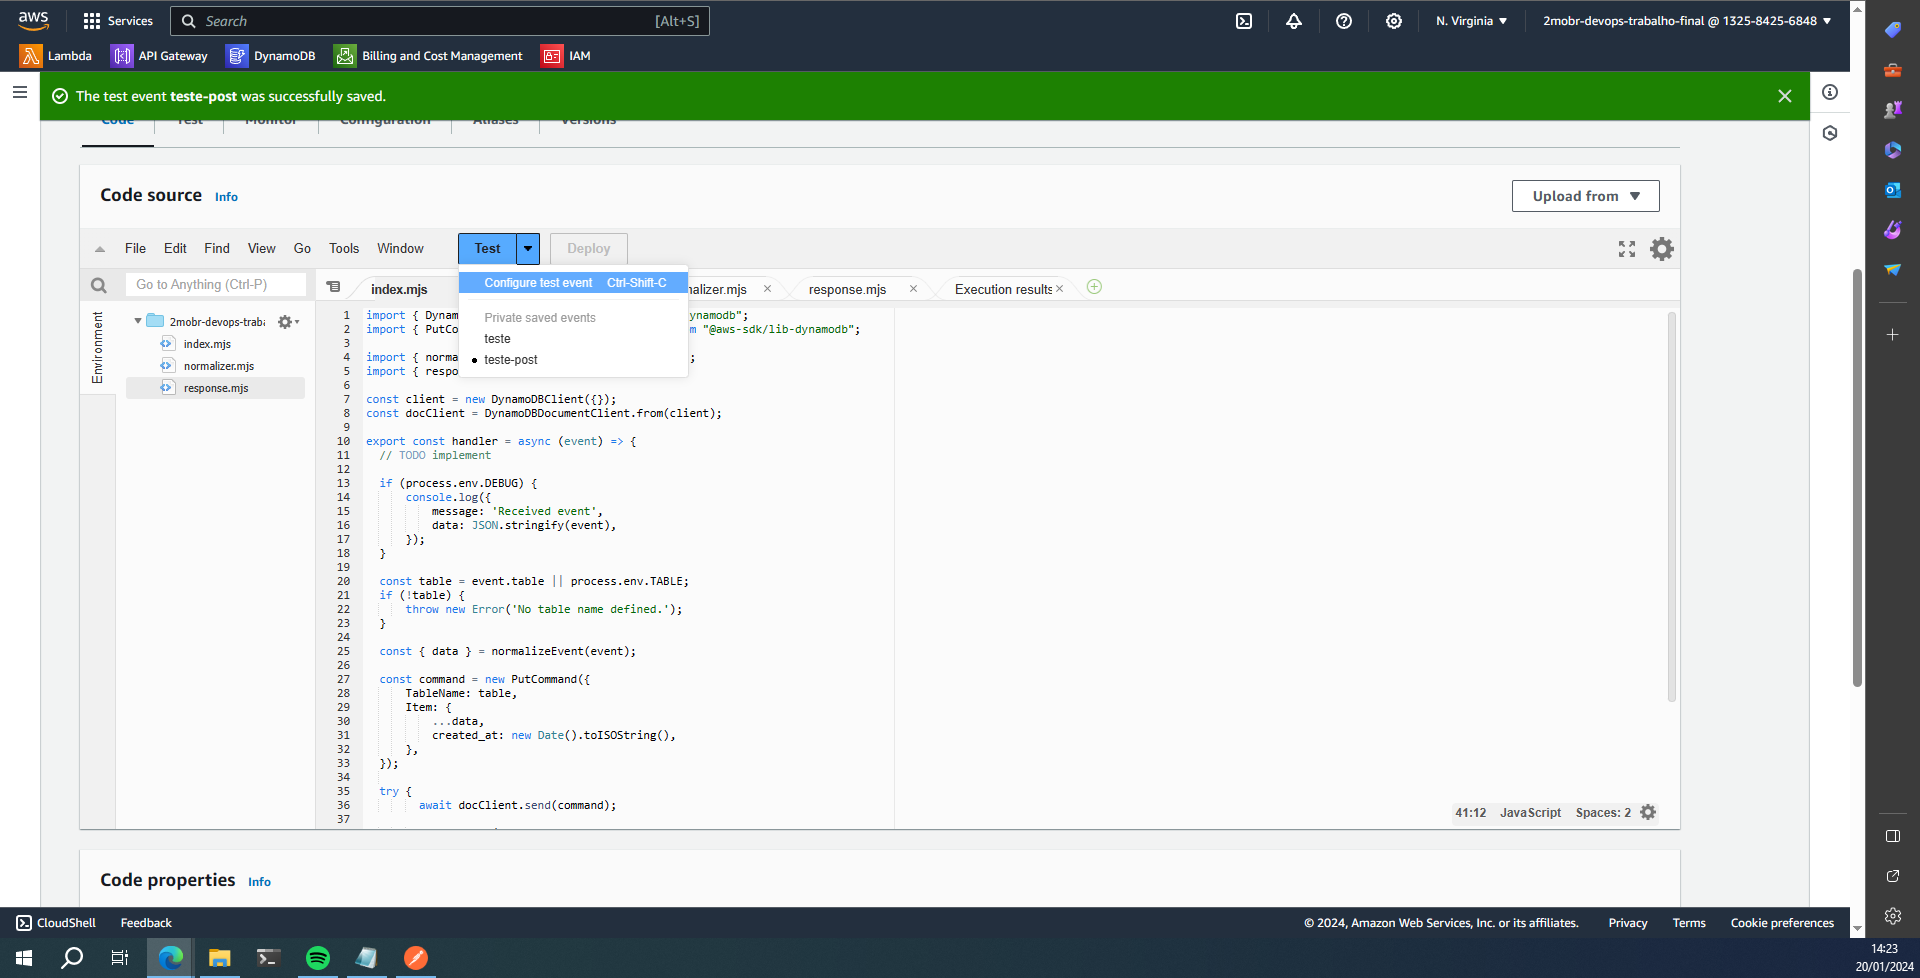 aws
Services
Search
[Alt+S]
N. Virginia
2mobr-devops-trabalho-final @ 1325-8425-6848
Lambda
API Gateway
DynamoDB
Billing and Cost Management
IAM
The test event teste-post was successfully saved.
Code
Test
Monitor
Configuration
Aliases
Versions
Code source
Info
Upload from
File
Edit
Find
View
Go
Tools
Window
Test
Deploy
Configure test event Ctrl-Shift-C
Private saved events
teste
teste-post
Go to Anything (Ctrl-P)
index.mjs
response.mjs
Execution results
Environment
index.mjs
normalizer.mjs
response.mjs
1 import { Dynam ynamodb";
2 import { PutCo m "@aws-sdk/lib-dynamodb";
3
4 import { norma ;
5 import { respo
6
7 const client = new DynamoDBClient({});
8 const docClient = DynamoDBDocumentClient.from(client);
9
10 export const handler = async (event) => {
11 // TODO implement
12
13 if (process.env.DEBUG) {
14 console.log({
15 message: 'Received event',
16 data: JSON.stringify(event),
17 });
18 }
19
20 const table = event.table || process.env.TABLE;
21 if (!table) {
22 throw new Error('No table name defined.');
23 }
24
25 const { data } = normalizeEvent(event);
26
27 const command = new PutCommand({
28 TableName: table,
29 Item: {
30 ...data,
31 created_at: new Date().toISOString(),
32 },
33 });
34
35 try {
36 await docClient.send(command);
37
41:12 JavaScript Spaces: 2
Code properties
Info
CloudShell
Feedback
© 2024, Amazon Web Services, Inc. or its affiliates.
Privacy
Terms
Cookie preferences
14:23
20/01/2024